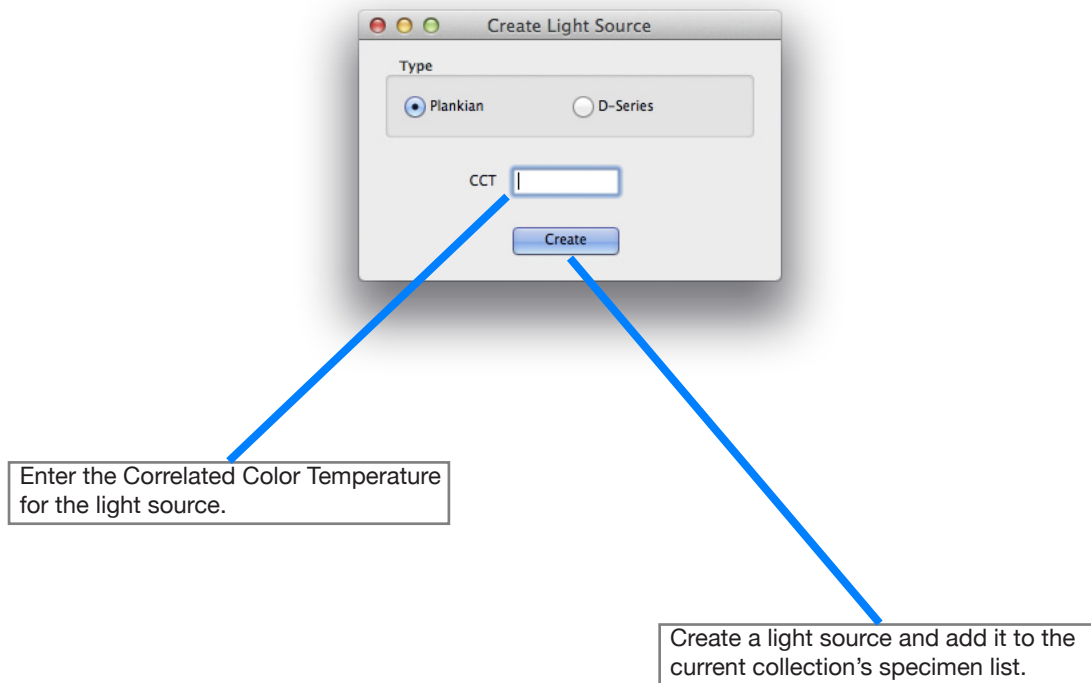 Create Light Source
Type
Plankian
D-Series
CCT
Create
Enter the Correlated Color Temperature
for the light source.
Create a light source and add it to the
current collection’s specimen list.